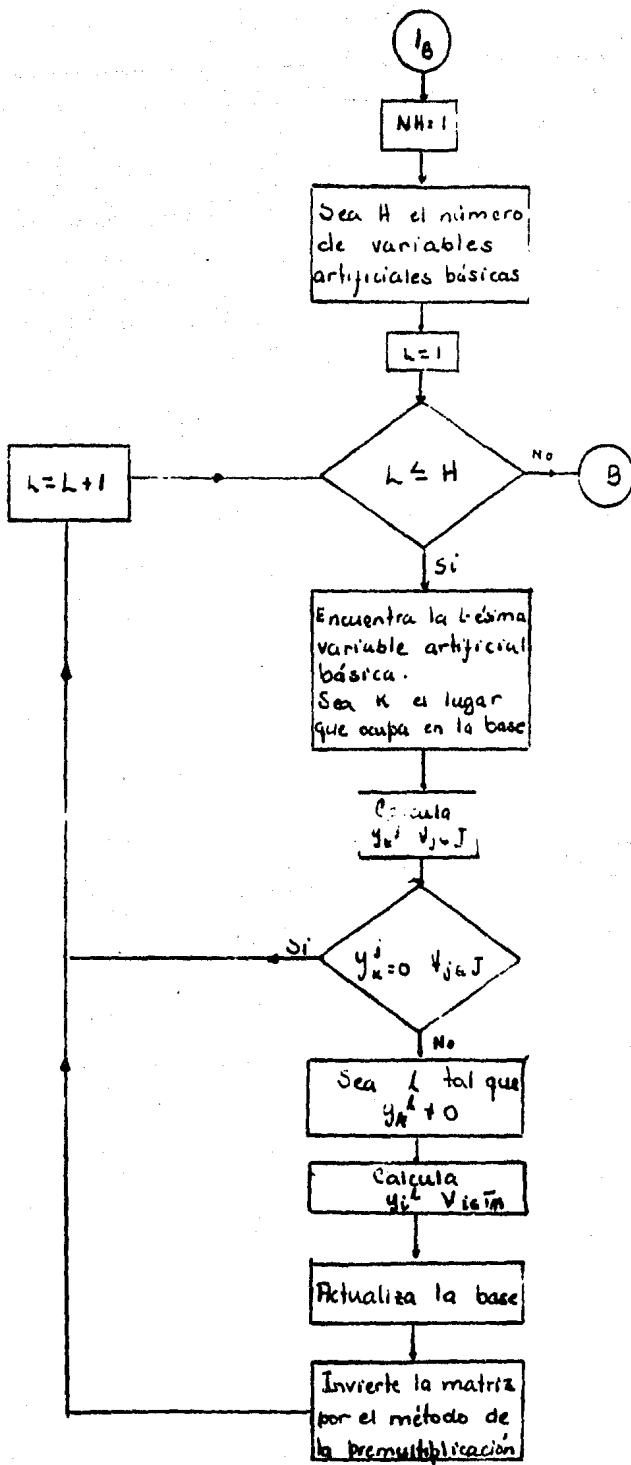 1B
NH=1
Sea H el número
de variables
artificiales básicas
L=1
L ≤ H
No
B
L=L+1
Si
Encuentra la L-ésima
variable artificial
básica.
Sea K el lugar
que ocupa en la base
Calcula
y_k^j ∀j∈J
y_k^j=0 ∀j∈J
Si
No
Sea L tal que
y_k^L ≠ 0
Calcula
y_i^L ∀
Actualiza la base
Invierte la matriz
por el método de
la premultiplicación